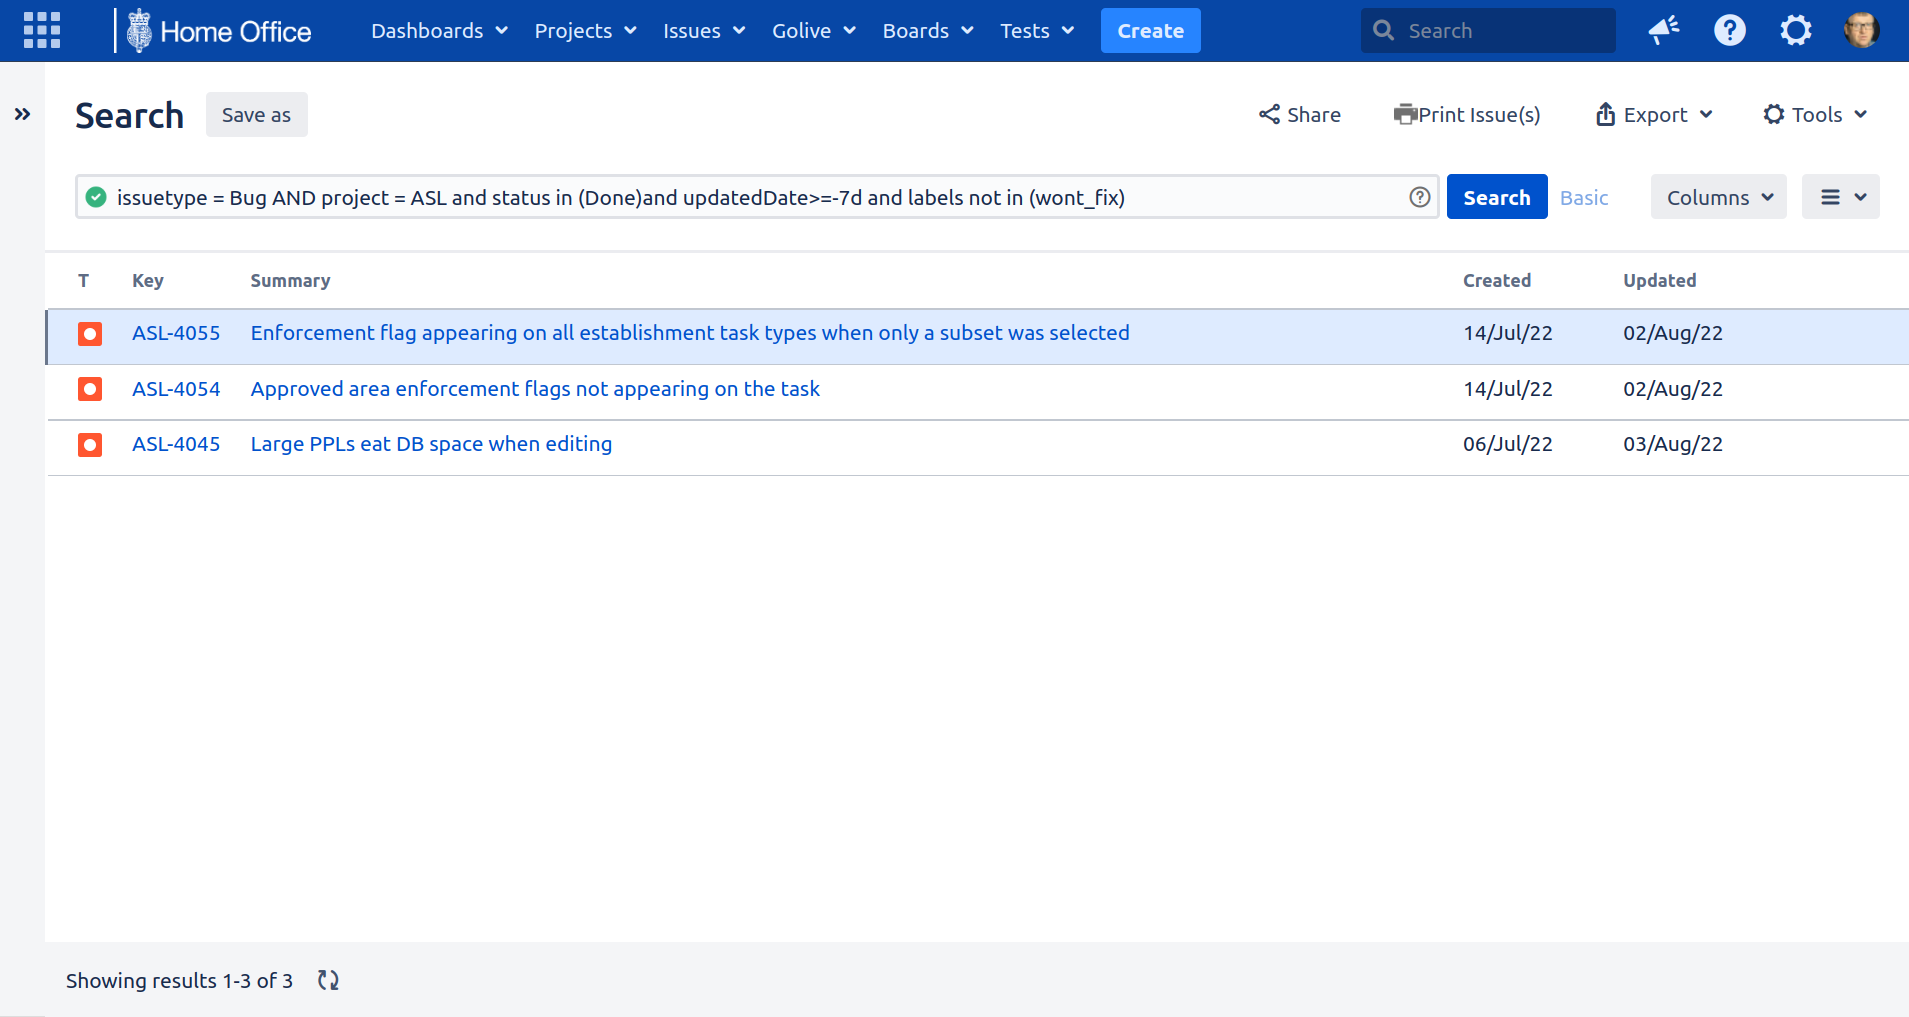 Home Office Dashboards Projects Issues Golive Boards Tests Create Search
Search Save as Share Print Issue(s) Export Tools
issuetype = Bug AND project = ASL and status in (Done)and updatedDate>=-7d and labels not in (wont_fix) Search Basic Columns
T Key Summary Created Updated
ASL-4055 Enforcement flag appearing on all establishment task types when only a subset was selected 14/Jul/22 02/Aug/22
ASL-4054 Approved area enforcement flags not appearing on the task 14/Jul/22 02/Aug/22
ASL-4045 Large PPLs eat DB space when editing 06/Jul/22 03/Aug/22
Showing results 1-3 of 3